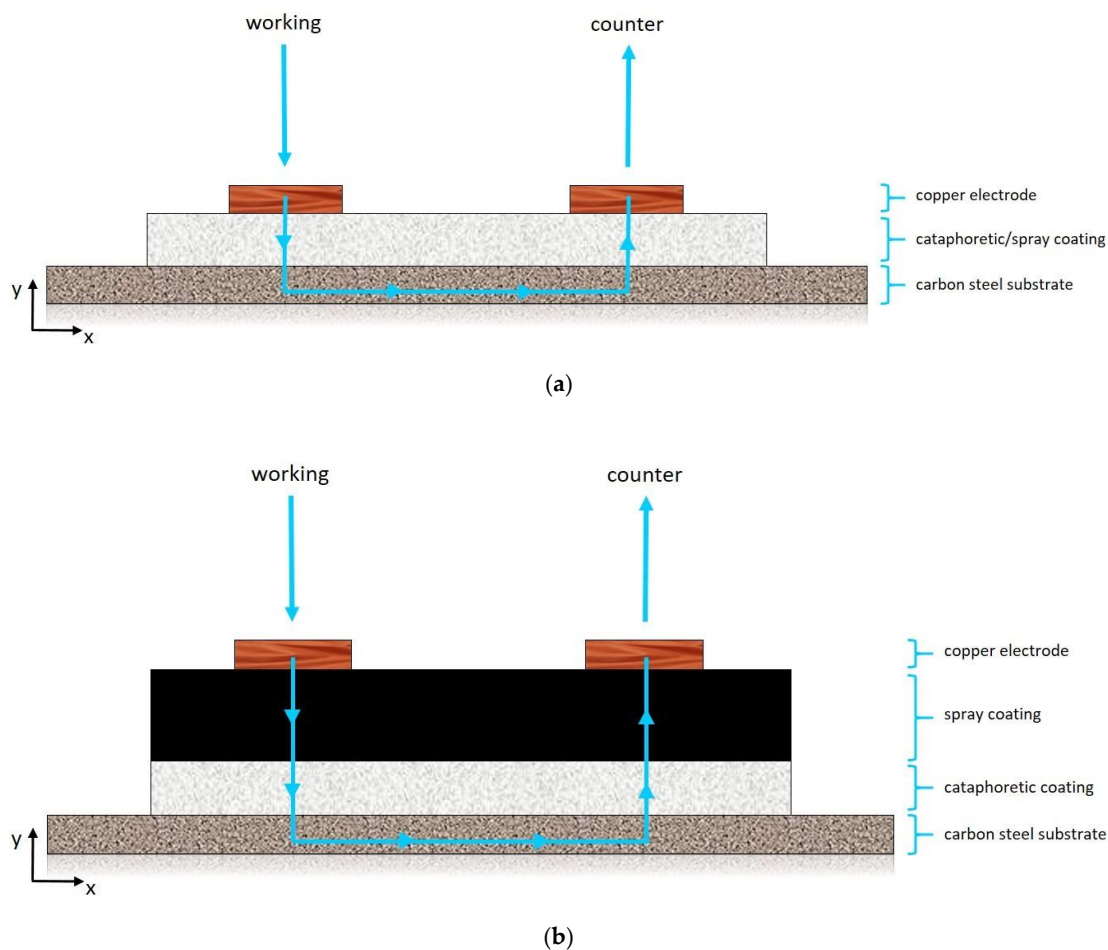 working counter
copper electrode
cataphoretic/spray coating
carbon steel substrate
y
x
(a)
working counter
copper electrode
spray coating
cataphoretic coating
carbon steel substrate
y
x
(b)